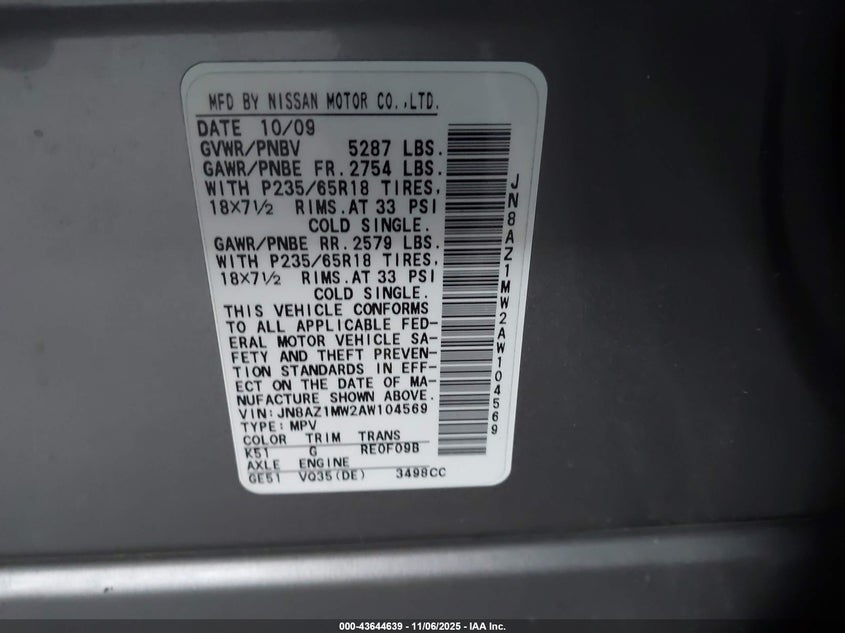 MFD BY NISSAN MOTOR CO.,LTD.
DATE 10/09
GVWR/PNBV 5287 LBS.
GAWR/PNBE FR.2754 LBS.
WITH P235/65R18 TIRES,
18X7½ RIMS.AT 33 PSI
COLD SINGLE.
GAWR/PNBE RR.2579 LBS.
WITH P235/65R18 TIRES,
18X7½ RIMS.AT 33 PSI
COLD SINGLE.
THIS VEHICLE CONFORMS
TO ALL APPLICABLE FED-
ERAL MOTOR VEHICLE SA-
FETY AND THEFT PREVEN-
TION STANDARDS IN EFF-
ECT ON THE DATE OF MA-
NUFACTURE SHOWN ABOVE.
VIN:JN8AZ1MW2AW104569
TYPE:MPV
COLOR TRIM TRANS
K51 G RE0F09B
AXLE ENGINE
GE51 VQ35(DE) 3498CC
JN8AZ1MW2AW104569
000-43644639 - 11/06/2025 - IAA Inc.